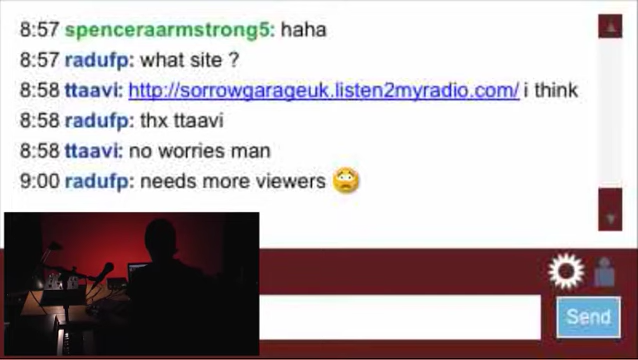 8:57 spenceraarmstrong5: haha
8:57 radufp: what site ?
8:58 ttaavi: http://sorrowgarageuk.listen2myradio.com/ i think
8:58 radufp: thx ttaavi
8:58 ttaavi: no worries man
9:00 radufp: needs more viewers
Send